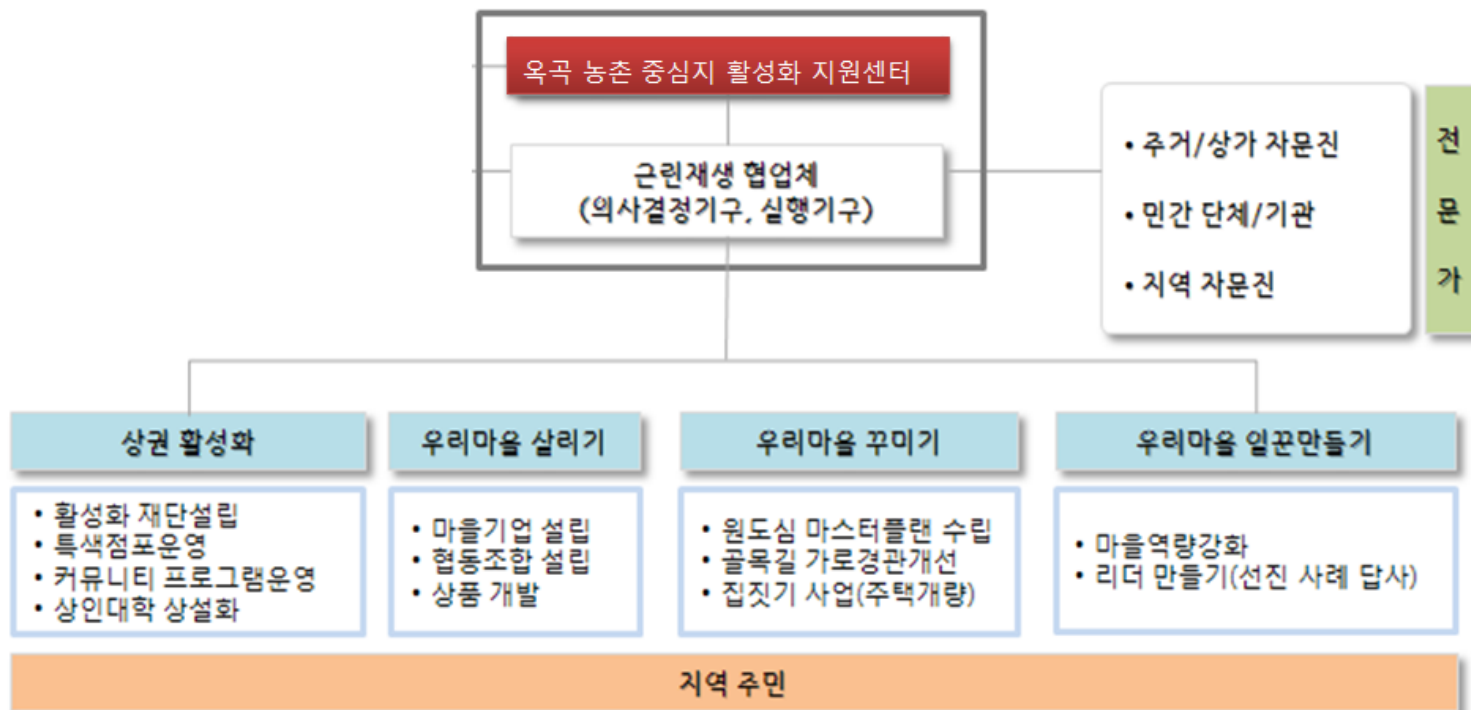 옥곡 농촌 중심지 활성화 지원센터
근린재생 협업체
(의사결정기구, 실행기구)
• 주거/상가 자문진
• 민간 단체/기관
• 지역 자문진
전
문
가
상권 활성화
• 활성화 재단설립
• 특색점포운영
• 커뮤니티 프로그램운영
• 상인대학 상설화
우리마을 살리기
• 마을기업 설립
• 협동조합 설립
• 상품 개발
우리마을 꾸미기
• 원도심 마스터플랜 수립
• 골목길 가로경관개선
• 집짓기 사업(주택개량)
우리마을 일꾼만들기
• 마을역량강화
• 리더 만들기(선진 사례 답사)
지역 주민